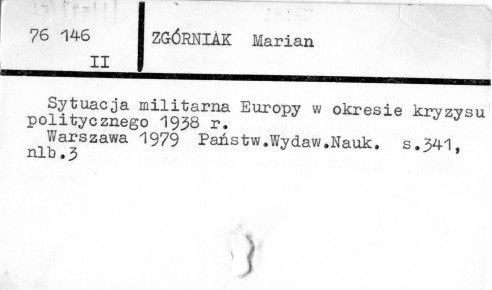 76 146
II
ZGÓRNIAK Marian
Sytuacja militarna Europy w okresie kryzysu
politycznego 1938 r.
Warszawa 1979 Państw.Wydaw.Nauk. s.341,
nlb.3